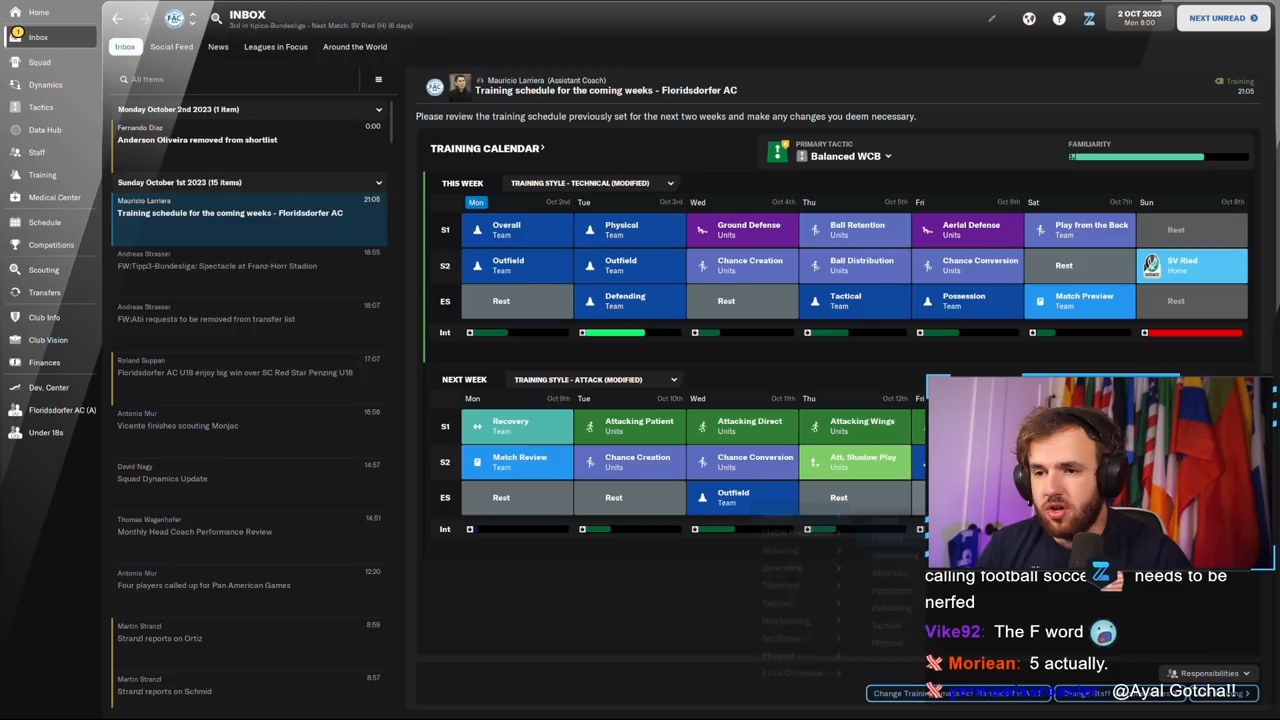 Home
1
Inbox
Squad
Dynamics
Tactics
Data Hub
Staff
Training
Medical Center
Schedule
Competitions
Scouting
Transfers
Club Info
Club Vision
Finances
Dev. Center
Floridsdorfer AC (A)
Under 18s
INBOX
3rd in tipico-Bundesliga - Next Match: SV Ried (H) (6 days)
2 OCT 2023
Mon 8:00
NEXT UNREAD
Inbox
Social Feed
News
Leagues in Focus
Around the World
All Items
Monday October 2nd 2023 (1 item)
Fernando Diaz 0:00
Anderson Oliveira removed from shortlist
Sunday October 1st 2023 (15 items)
Mauricio Larriera 21:05
Training schedule for the coming weeks - Floridsdorfer AC
Andreas Strasser 18:55
FW:Tipp3-Bundesliga: Spectacle at Franz-Horr Stadion
Andreas Strasser 18:07
FW:Abi requests to be removed from transfer list
Roland Suppan 17:07
Floridsdorfer AC U18 enjoy big win over SC Red Star Penzing U18
Antonio Mur 16:56
Vicente finishes scouting Monjac
David Nagy 14:57
Squad Dynamics Update
Thomas Wagenhofer 14:51
Monthly Head Coach Performance Review
Antonio Mur 12:20
Four players called up for Pan American Games
Martin Stranzl 8:59
Stranzl reports on Ortiz
Martin Stranzl 8:57
Stranzl reports on Schmid
Mauricio Larriera (Assistant Coach)
Training schedule for the coming weeks - Floridsdorfer AC
Training
21:05
Please review the training schedule previously set for the next two weeks and make any changes you deem necessary.
TRAINING CALENDAR
PRIMARY TACTIC
Balanced WCB
FAMILIARITY
THIS WEEK TRAINING STYLE - TECHNICAL (MODIFIED)
Mon Oct 2nd Tue Oct 3rd Wed Oct 4th Thu Oct 5th Fri Oct 6th Sat Oct 7th Sun Oct 8th
S1 Overall Physical Ground Defense Ball Retention Aerial Defense Play from the Back Rest
Team Team Units Units Units Team
S2 Outfield Outfield Chance Creation Ball Distribution Chance Conversion Rest SV Ried
Team Team Units Units Units Home
ES Rest Defending Rest Tactical Possession Match Preview Rest
Team Team Team Team
Int
NEXT WEEK TRAINING STYLE - ATTACK (MODIFIED)
Mon Oct 9th Tue Oct 10th Wed Oct 11th Thu Oct 12th Fri
S1 Recovery Attacking Patient Attacking Direct Attacking Wings
Team Units Units Units
S2 Match Review Chance Creation Chance Conversion Att. Shadow Play
Team Units Units Units
ES Rest Rest Outfield Rest
Team
Int
calling football soccer needs to be
nerfed
Vike92: The F word
Moriean: 5 actually.
@Ayal Gotcha!!
Responsibilities
Change Training